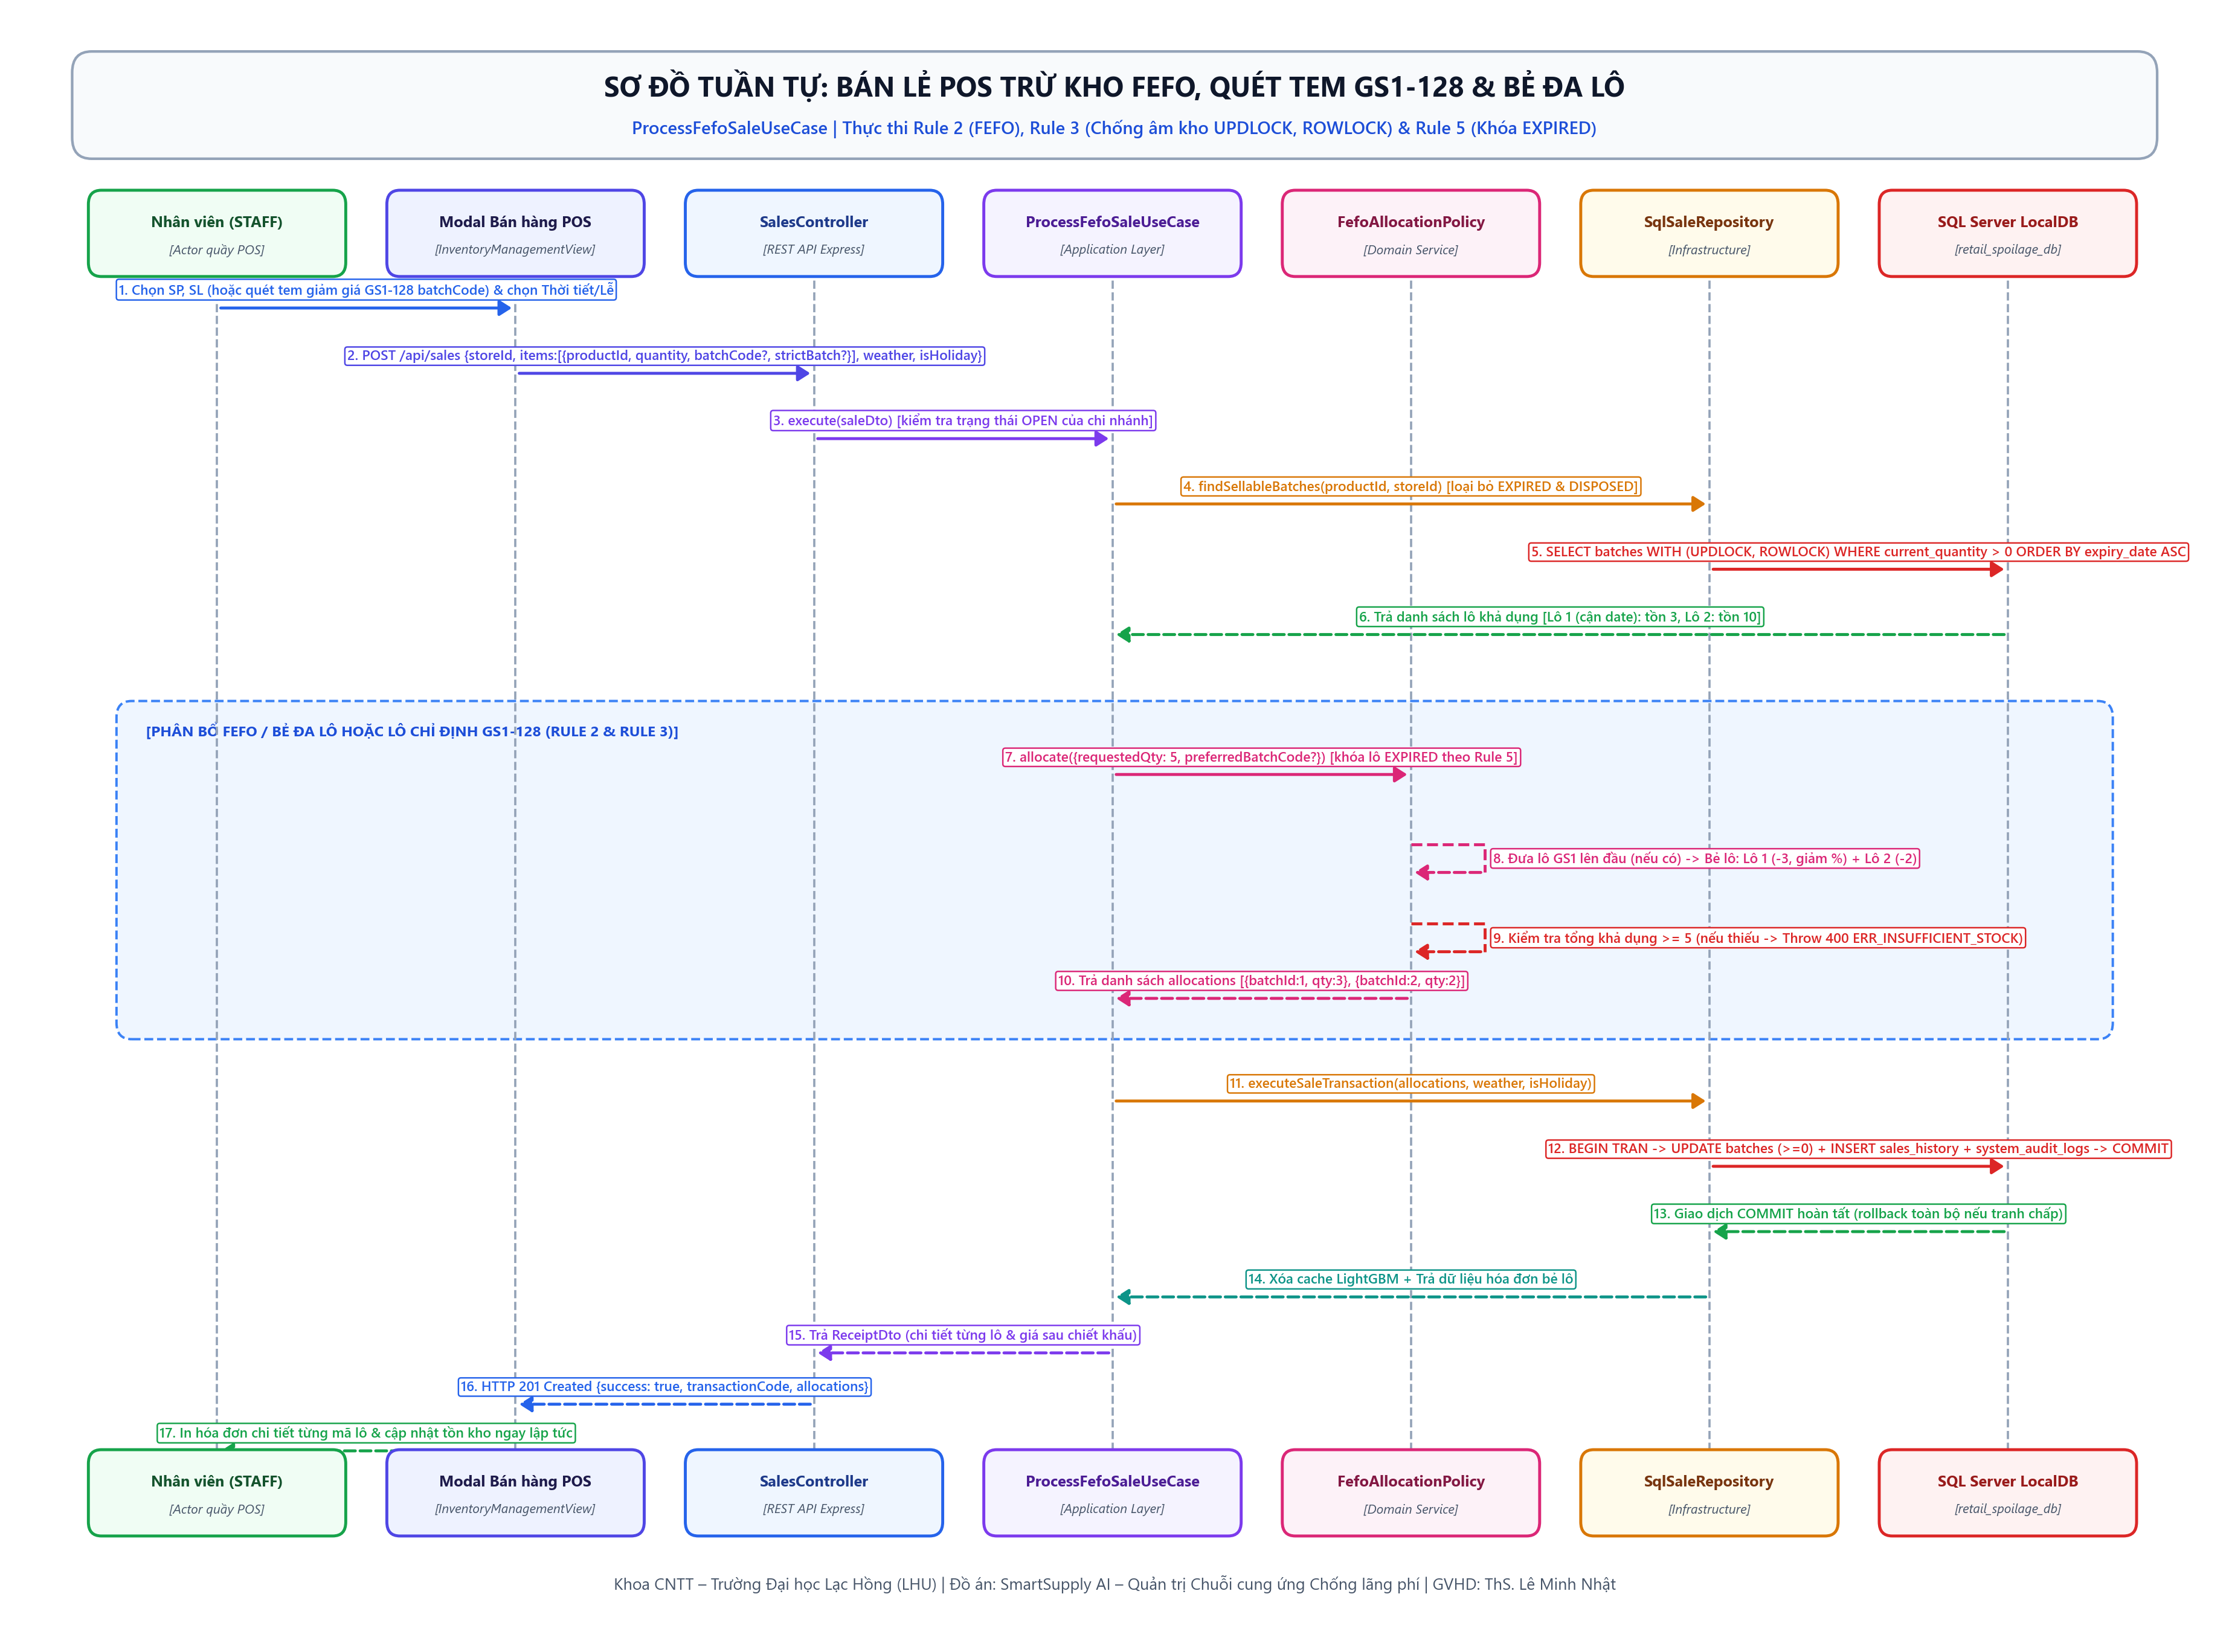 SƠ ĐỒ TUẦN TỰ: BÁN LẺ POS TRỪ KHO FEFO, QUÉT TEM GS1-128 & BẺ ĐA LÔ
ProcessFefoSaleUseCase | Thực thi Rule 2 (FEFO), Rule 3 (Chống âm kho UPDLOCK, ROWLOCK) & Rule 5 (Khóa EXPIRED)
Nhân viên (STAFF)
[Actor quầy POS]
Modal Bán hàng POS
[InventoryManagementView]
SalesController
[REST API Express]
ProcessFefoSaleUseCase
[Application Layer]
FefoAllocationPolicy
[Domain Service]
SqlSaleRepository
[Infrastructure]
SQL Server LocalDB
[retail_spoilage_db]
1. Chọn SP, SL (hoặc quét tem giảm giá GS1-128 batchCode) & chọn Thời tiết/Lễ
2. POST /api/sales {storeId, items:[{productId, quantity, batchCode?, strictBatch?}], weather, isHoliday}
3. execute(saleDto) [kiểm tra trạng thái OPEN của chi nhánh]
4. findSellableBatches(productId, storeId) [loại bỏ EXPIRED & DISPOSED]
5. SELECT batches WITH (UPDLOCK, ROWLOCK) WHERE current_quantity > 0 ORDER BY expiry_date ASC
6. Trả danh sách lô khả dụng [Lô 1 (cận date): tồn 3, Lô 2: tồn 10]
[PHÂN BỔ FEFO / BẺ ĐA LÔ HOẶC LÔ CHỈ ĐỊNH GS1-128 (RULE 2 & RULE 3)]
7. allocate({requestedQty: 5, preferredBatchCode?}) [khóa lô EXPIRED theo Rule 5]
8. Đưa lô GS1 lên đầu (nếu có) -> Bẻ lô: Lô 1 (-3, giảm %) + Lô 2 (-2)
9. Kiểm tra tổng khả dụng >= 5 (nếu thiếu -> Throw 400 ERR_INSUFFICIENT_STOCK)
10. Trả danh sách allocations [{batchId:1, qty:3}, {batchId:2, qty:2}]
11. executeSaleTransaction(allocations, weather, isHoliday)
12. BEGIN TRAN -> UPDATE batches (>=0) + INSERT sales_history + system_audit_logs -> COMMIT
13. Giao dịch COMMIT hoàn tất (rollback toàn bộ nếu tranh chấp)
14. Xóa cache LightGBM + Trả dữ liệu hóa đơn bẻ lô
15. Trả ReceiptDto (chi tiết từng lô & giá sau chiết khấu)
16. HTTP 201 Created {success: true, transactionCode, allocations}
17. In hóa đơn chi tiết từng mã lô & cập nhật tồn kho ngay lập tức
Nhân viên (STAFF)
[Actor quầy POS]
Modal Bán hàng POS
[InventoryManagementView]
SalesController
[REST API Express]
ProcessFefoSaleUseCase
[Application Layer]
FefoAllocationPolicy
[Domain Service]
SqlSaleRepository
[Infrastructure]
SQL Server LocalDB
[retail_spoilage_db]
Khoa CNTT – Trường Đại học Lạc Hồng (LHU) | Đồ án: SmartSupply AI – Quản trị Chuỗi cung ứng Chống lãng phí | GVHD: ThS. Lê Minh Nhật